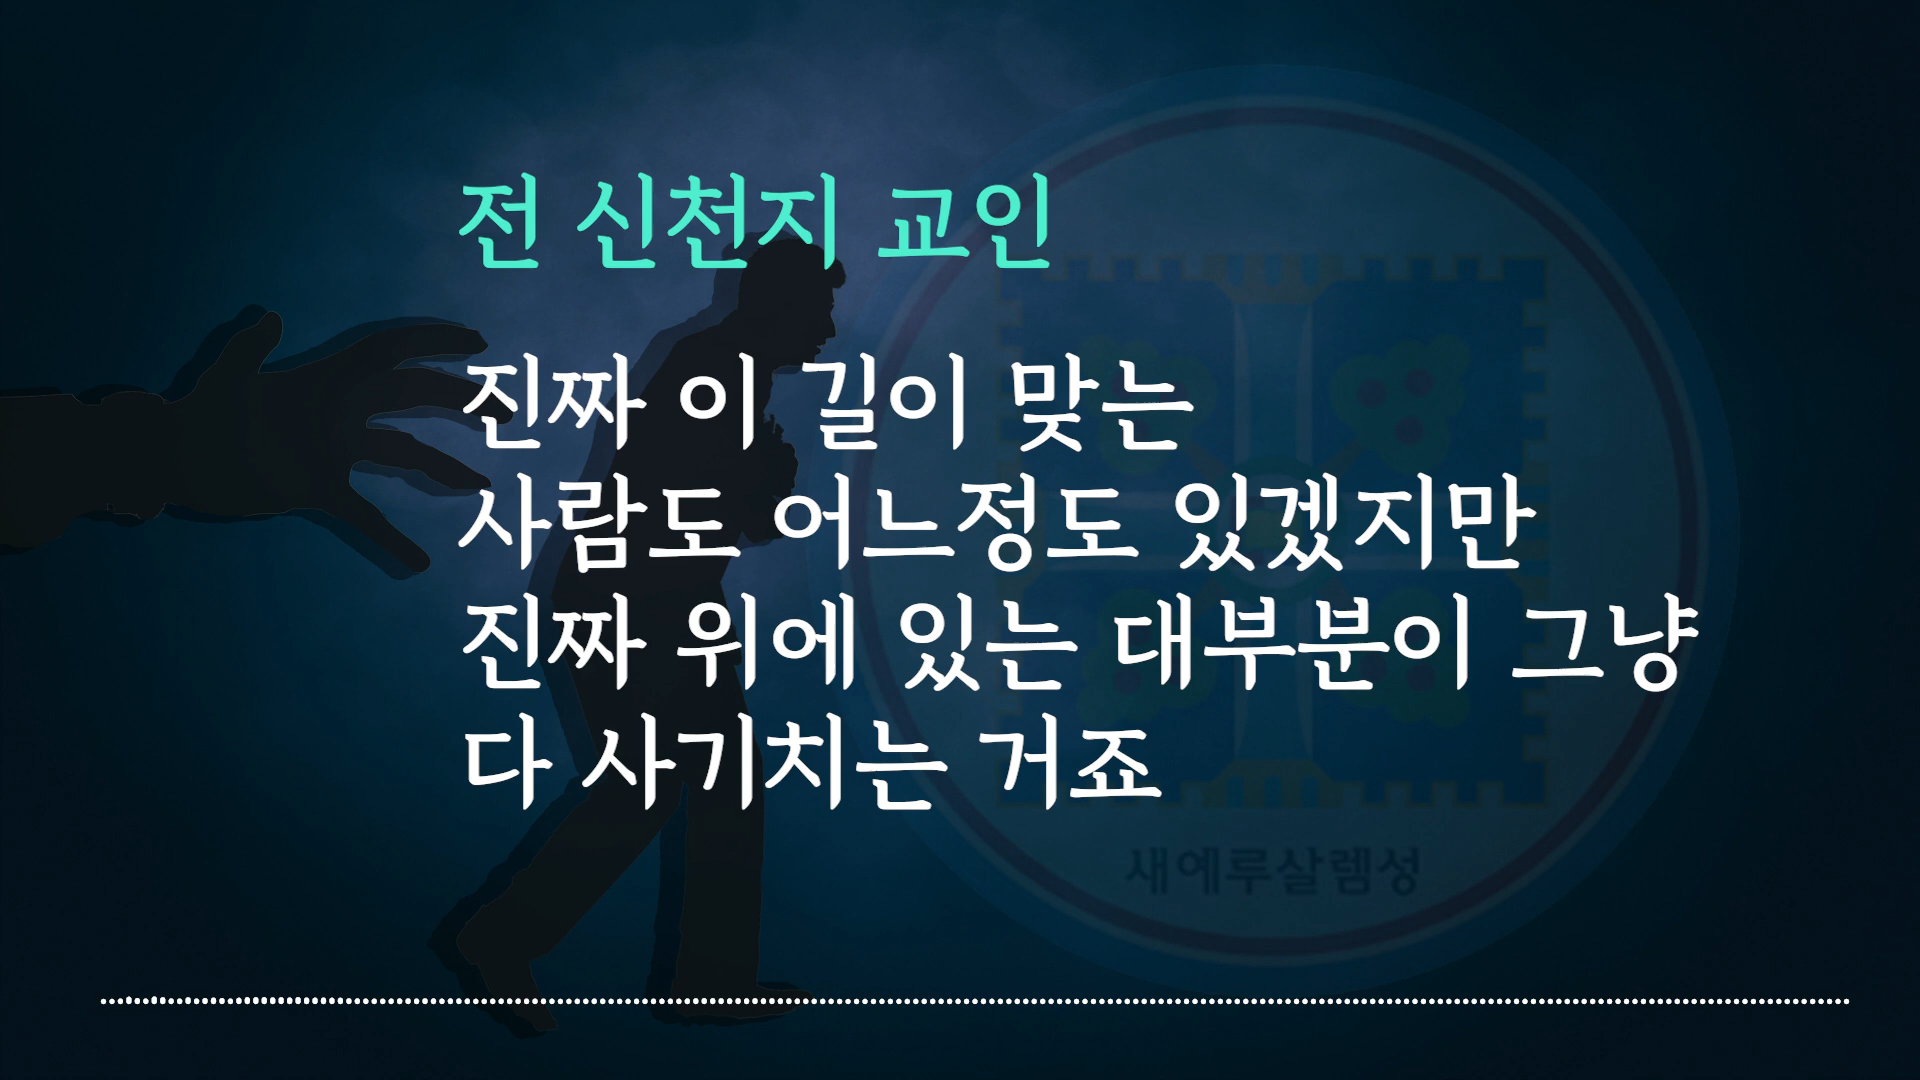 전 신천지 교인
진짜 이 길이 맞는
사람도 어느정도 있겠지만
진짜 위에 있는 대부분이 그냥
다 사기치는 거죠
새예루살렘성